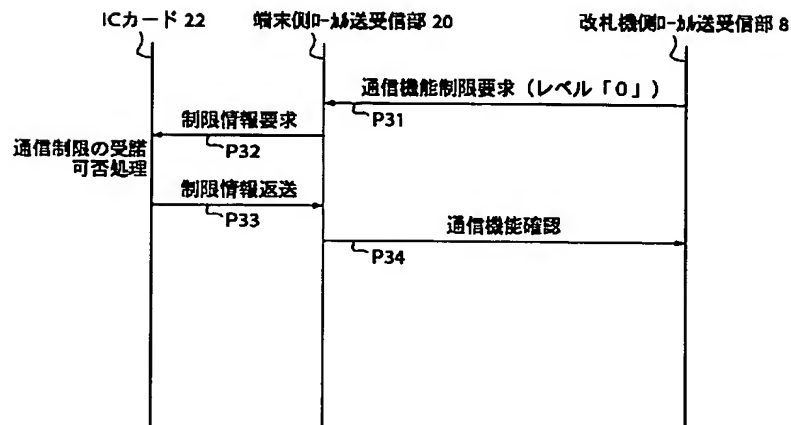 ICカード 22
端末側ﾛｰｶﾙ送受信部 20
改札機側ﾛｰｶﾙ送受信部 8
通信機能制限要求（レベル「０」）
P31
制限情報要求
P32
通信制限の受諾
可否処理
制限情報返送
P33
通信機能確認
P34